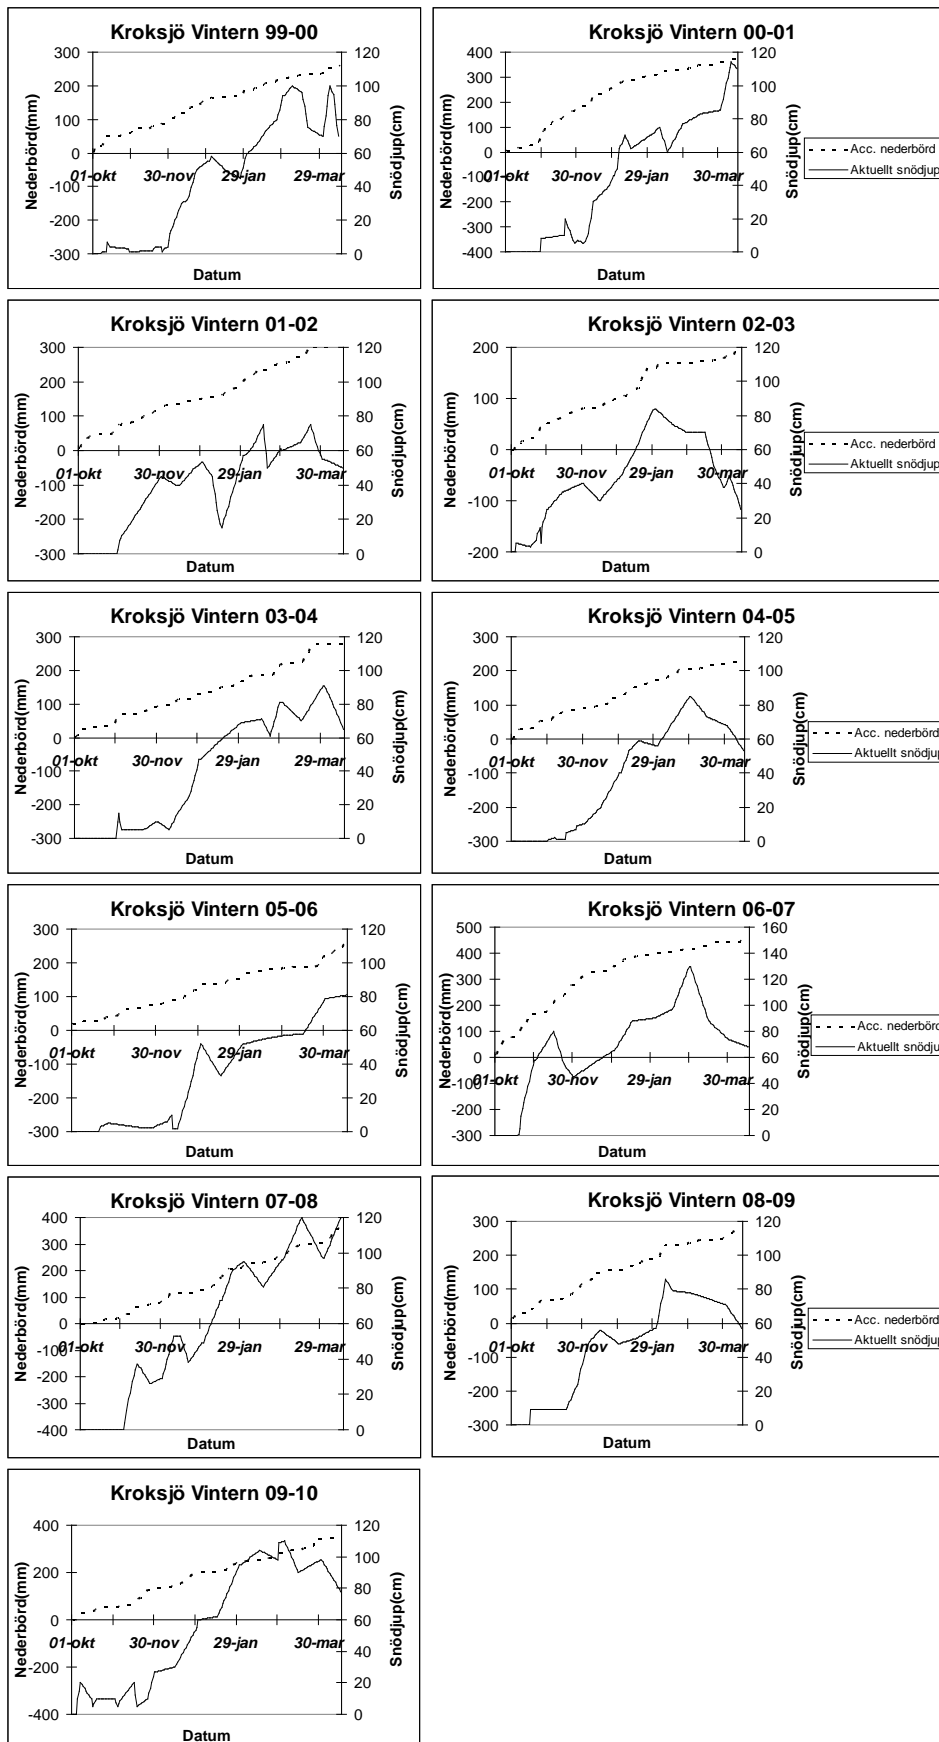 Kroksjö Vintern 99-00
300
200
100
0
-100
-200
-300
120
100
80
60
40
20
0
01-okt 30-nov 29-jan 29-mar
Nederbörd(mm)
Snödjup(cm)
Datum
Kroksjö Vintern 00-01
400
300
200
100
0
-100
-200
-300
-400
120
100
80
60
40
20
0
01-okt 30-nov 29-jan 30-mar
Nederbörd(mm)
Snödjup(cm)
Datum
Acc. nederbörd
Aktuellt snödjup
Kroksjö Vintern 01-02
300
200
100
0
-100
-200
-300
120
100
80
60
40
20
0
01-okt 30-nov 29-jan 30-mar
Nederbörd(mm)
Snödjup(cm)
Datum
Kroksjö Vintern 02-03
200
100
0
-100
-200
120
100
80
60
40
20
0
01-okt 30-nov 29-jan 30-mar
Nederbörd(mm)
Snödjup(cm)
Datum
Acc. nederbörd
Aktuellt snödjup
Kroksjö Vintern 03-04
300
200
100
0
-100
-200
-300
120
100
80
60
40
20
0
01-okt 30-nov 29-jan 29-mar
Nederbörd(mm)
Snödjup(cm)
Datum
Kroksjö Vintern 04-05
300
200
100
0
-100
-200
-300
120
100
80
60
40
20
0
01-okt 30-nov 29-jan 30-mar
Nederbörd(mm)
Snödjup(cm)
Datum
Acc. nederbörd
Aktuellt snödjup
Kroksjö Vintern 05-06
300
200
100
0
-100
-200
-300
120
100
80
60
40
20
0
01-okt 30-nov 29-jan 30-mar
Nederbörd(mm)
Snödjup(cm)
Datum
Kroksjö Vintern 06-07
500
400
300
200
100
0
-100
-200
-300
160
140
120
100
80
60
40
20
0
01-okt 30-nov 29-jan 30-mar
Nederbörd(mm)
Snödjup(cm)
Datum
Acc. nederbörd
Aktuellt snödjup
Kroksjö Vintern 07-08
400
300
200
100
0
-100
-200
-300
-400
120
100
80
60
40
20
0
01-okt 30-nov 29-jan 29-mar
Nederbörd(mm)
Snödjup(cm)
Datum
Kroksjö Vintern 08-09
300
200
100
0
-100
-200
-300
120
100
80
60
40
20
0
01-okt 30-nov 29-jan 30-mar
Nederbörd(mm)
Snödjup(cm)
Datum
Acc. nederbörd
Aktuellt snödjup
Kroksjö Vintern 09-10
400
200
0
-200
-400
120
100
80
60
40
20
0
01-okt 30-nov 29-jan 30-mar
Nederbörd(mm)
Snödjup(cm)
Datum